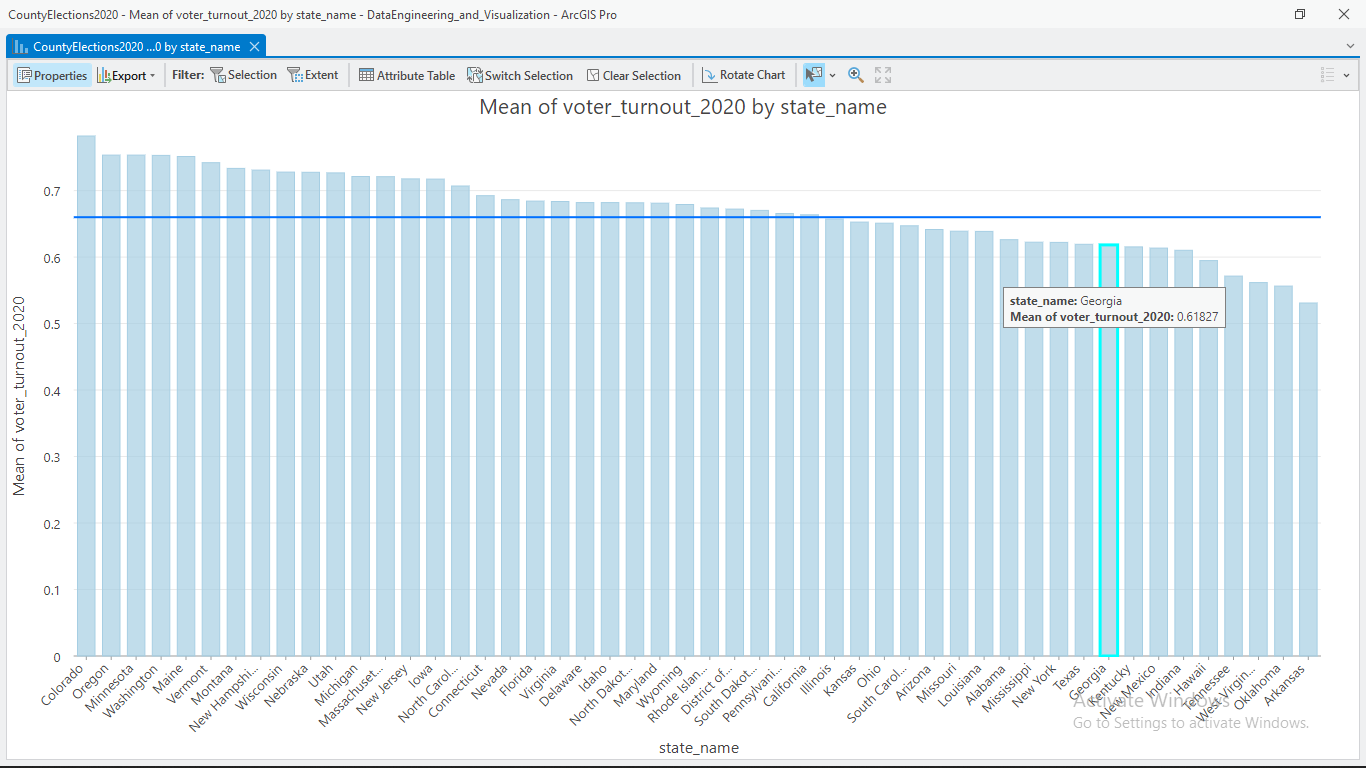 CountyElections2020 - Mean of voter_turnout_2020 by state_name - DataEngineering_and_Visualization - ArcGIS Pro
CountyElections2020 ...0 by state_name
Properties Export Filter: Selection Extent Attribute Table Switch Selection Clear Selection Rotate Chart
Mean of voter_turnout_2020 by state_name
Mean of voter_turnout_2020
0.7
0.6
0.5
0.4
0.3
0.2
0.1
0
state_name: Georgia
Mean of voter_turnout_2020: 0.61827
Colorado
Oregon
Minnesota
Washington
Maine
Vermont
Montana
New Hampshi...
Wisconsin
Nebraska
Utah
Michigan
Massachuset...
New Jersey
Iowa
North Carol...
Connecticut
Nevada
Florida
Virginia
Delaware
Idaho
North Dakot...
Maryland
Wyoming
Rhode Islan...
District of...
South Dakot...
Pennsylvani...
California
Illinois
Kansas
Ohio
South Carol...
Arizona
Missouri
Louisiana
Alabama
Mississippi
New York
Texas
Georgia
Kentucky
New Mexico
Indiana
Hawaii
Tennessee
West Virgin...
Oklahoma
Arkansas
state_name
Activate Windows
Go to Settings to activate Windows.